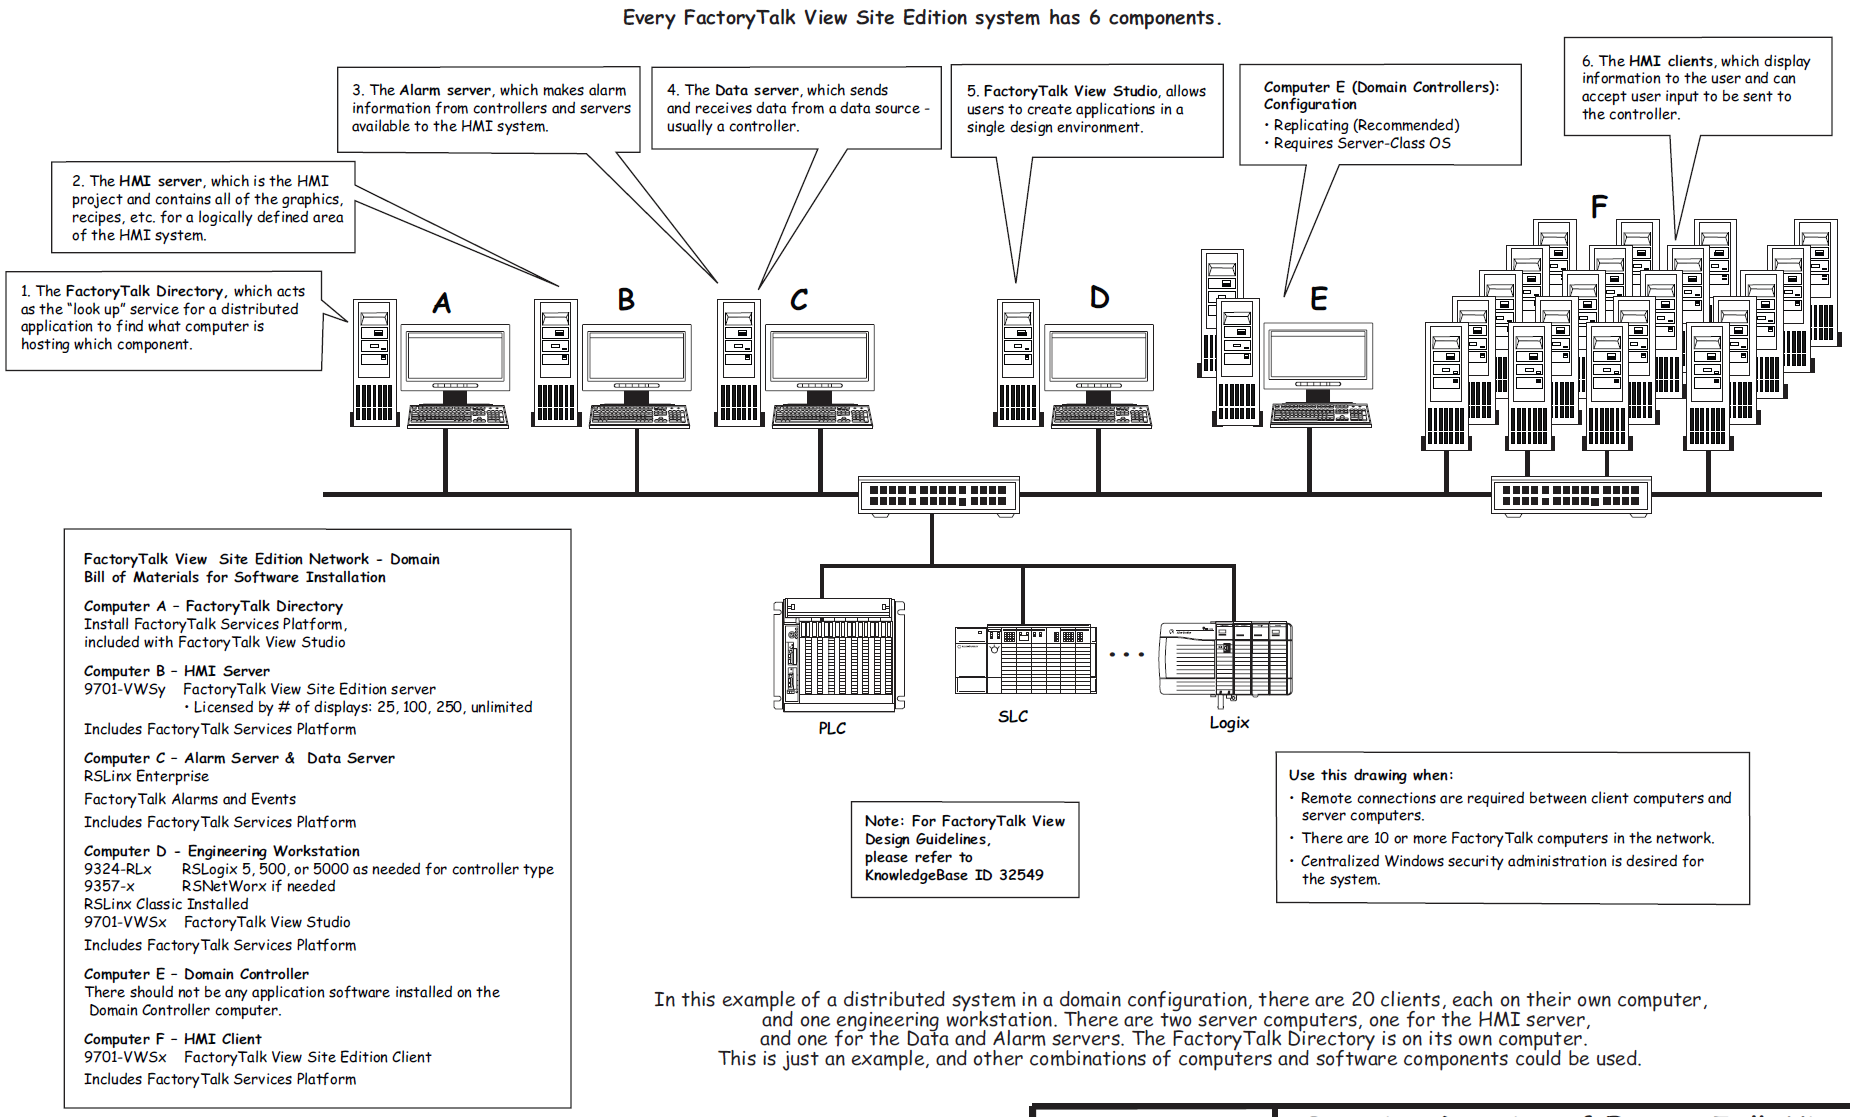 Every FactoryTalk View Site Edition system has 6 components.
1. The FactoryTalk Directory, which acts
as the "look up" service for a distributed
application to find what computer is
hosting which component.
2. The HMI server, which is the HMI
project and contains all of the graphics,
recipes, etc. for a logically defined area
of the HMI system.
3. The Alarm server, which makes alarm
information from controllers and servers
available to the HMI system.
4. The Data server, which sends
and receives data from a data source -
usually a controller.
5. FactoryTalk View Studio, allows
users to create applications in a
single design environment.
Computer E (Domain Controllers):
Configuration
• Replicating (Recommended)
• Requires Server-Class OS
6. The HMI clients, which display
information to the user and can
accept user input to be sent to
the controller.
A
B
C
D
E
F
PLC
SLC
...
Logix
FactoryTalk View Site Edition Network - Domain
Bill of Materials for Software Installation
Computer A – FactoryTalk Directory
Install FactoryTalk Services Platform,
included with FactoryTalk View Studio
Computer B – HMI Server
9701-VWSy FactoryTalk View Site Edition server
• Licensed by # of displays: 25, 100, 250, unlimited
Includes FactoryTalk Services Platform
Computer C – Alarm Server & Data Server
RSLinx Enterprise
FactoryTalk Alarms and Events
Includes FactoryTalk Services Platform
Computer D - Engineering Workstation
9324-RLx RSLogix 5, 500, or 5000 as needed for controller type
9357-x RSNetWorx if needed
RSLinx Classic Installed
9701-VWSx FactoryTalk View Studio
Includes FactoryTalk Services Platform
Computer E – Domain Controller
There should not be any application software installed on the
Domain Controller computer.
Computer F – HMI Client
9701-VWSx FactoryTalk View Site Edition Client
Includes FactoryTalk Services Platform
Note: For FactoryTalk View
Design Guidelines,
please refer to
KnowledgeBase ID 32549
Use this drawing when:
• Remote connections are required between client computers and
server computers.
• There are 10 or more FactoryTalk computers in the network.
• Centralized Windows security administration is desired for
the system.
In this example of a distributed system in a domain configuration, there are 20 clients, each on their own computer,
and one engineering workstation. There are two server computers, one for the HMI server,
and one for the Data and Alarm servers. The FactoryTalk Directory is on its own computer.
This is just an example, and other combinations of computers and software components could be used.